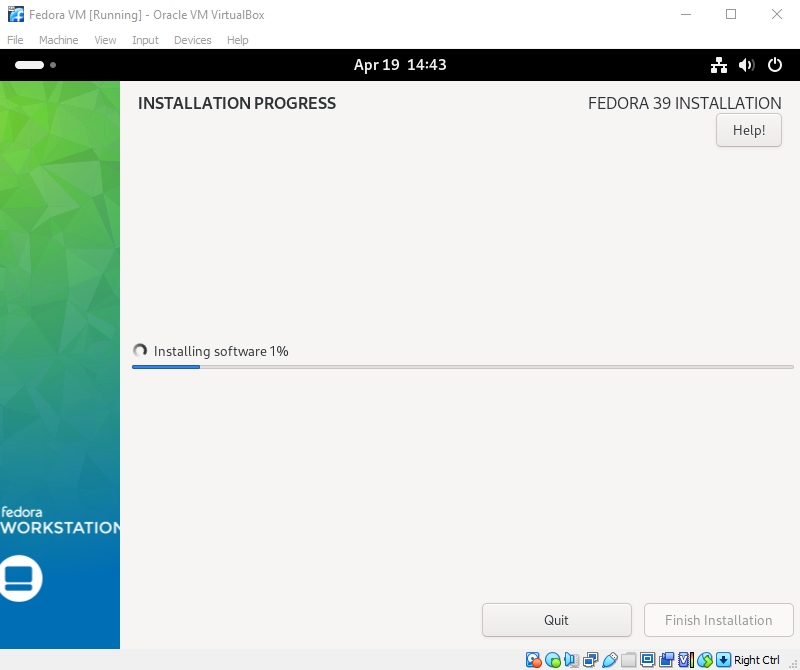 Fedora VM [Running] - Oracle VM VirtualBox
File Machine View Input Devices Help
Apr 19 14:43
INSTALLATION PROGRESS
FEDORA 39 INSTALLATION
Help!
Installing software 1%
fedora
WORKSTATION
Quit
Finish Installation
Right Ctrl